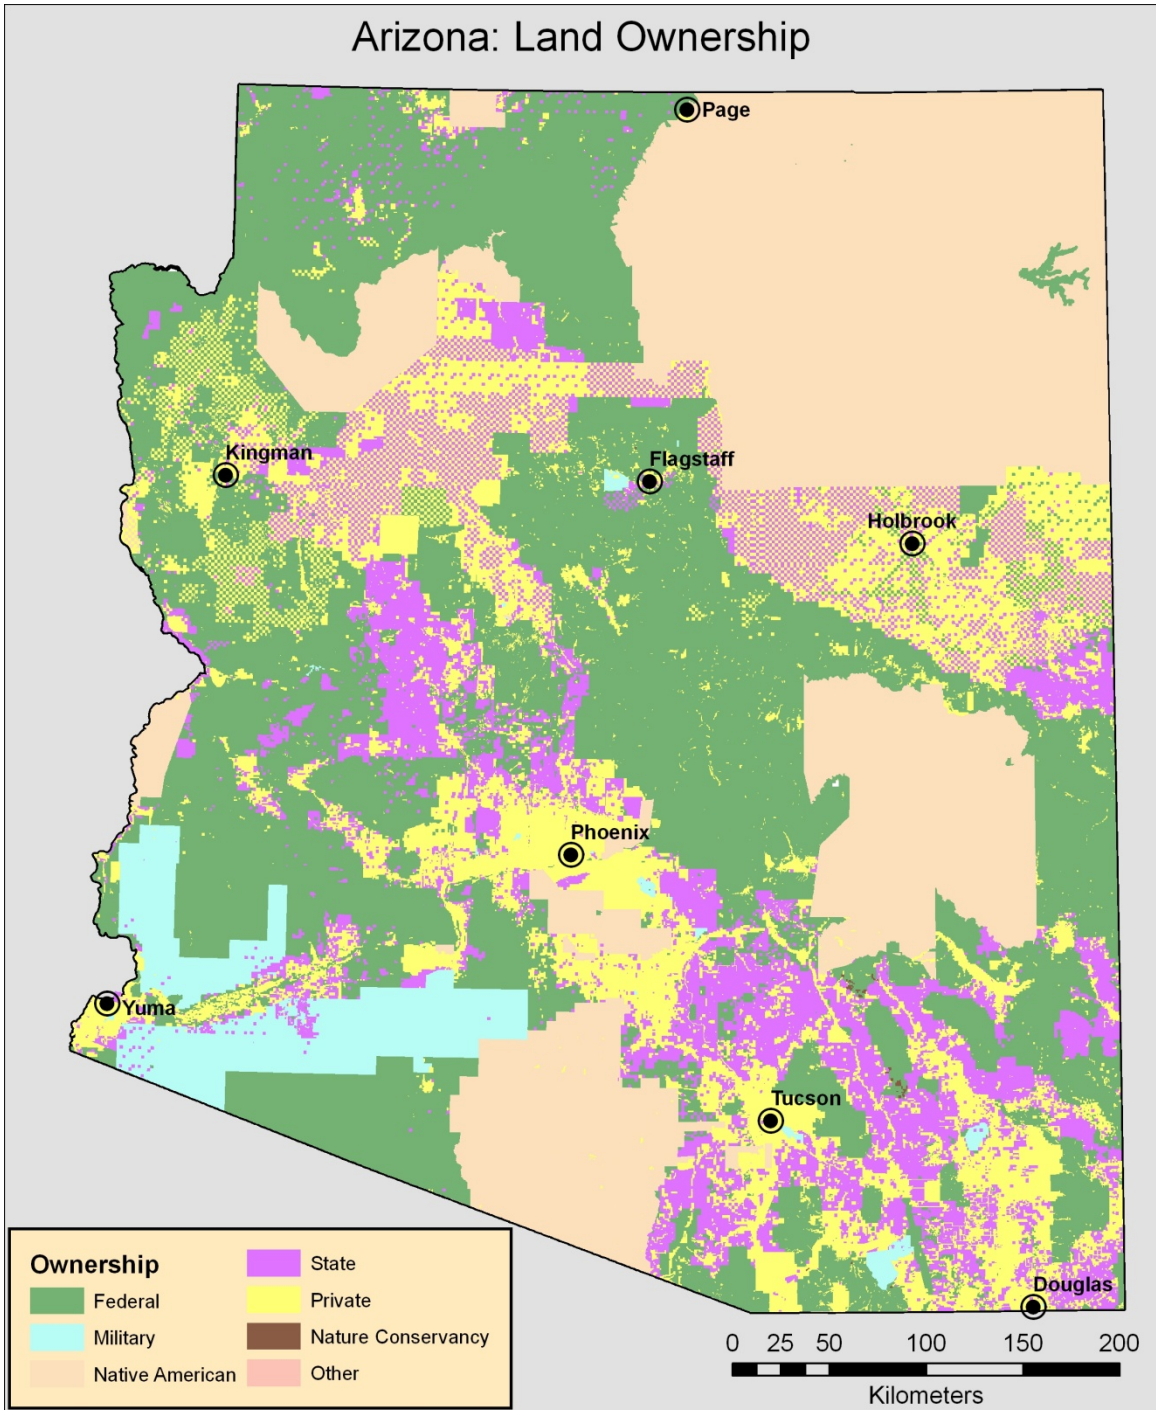 Arizona: Land Ownership
Page
Kingman
Flagstaff
Holbrook
Phoenix
Yuma
Tucson
Douglas
Ownership
Federal
Military
Native American
State
Private
Nature Conservancy
Other
0 25 50 100 150 200
Kilometers